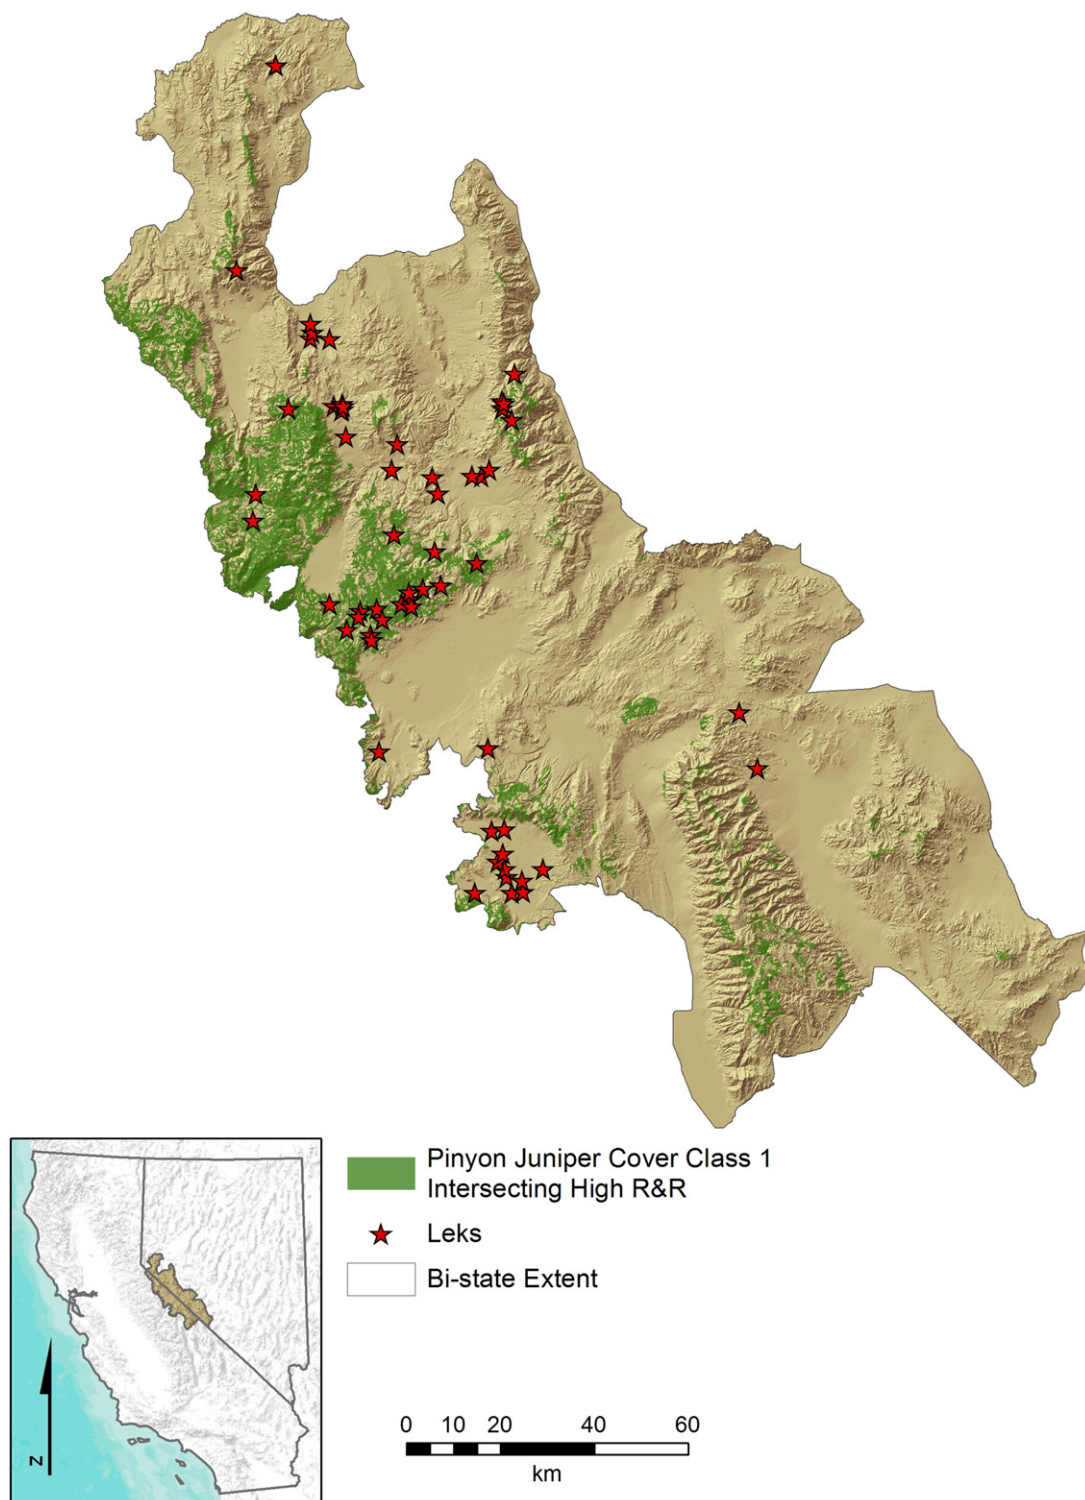 Pinyon Juniper Cover Class 1
Intersecting High R&R
Leks
Bi-state Extent
N
0 10 20 40 60
km